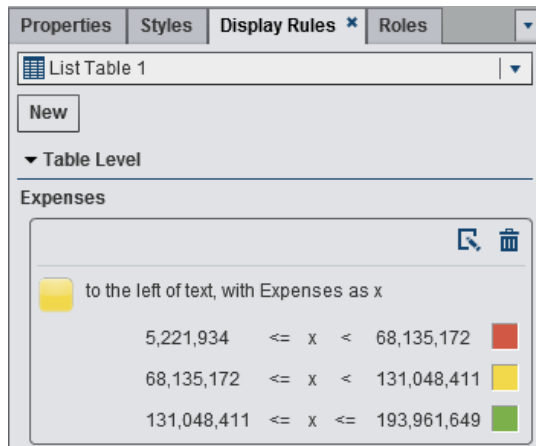 Properties Styles Display Rules × Roles
List Table 1
New
Table Level
Expenses
to the left of text, with Expenses as x
5,221,934 <= x < 68,135,172
68,135,172 <= x < 131,048,411
131,048,411 <= x <= 193,961,649